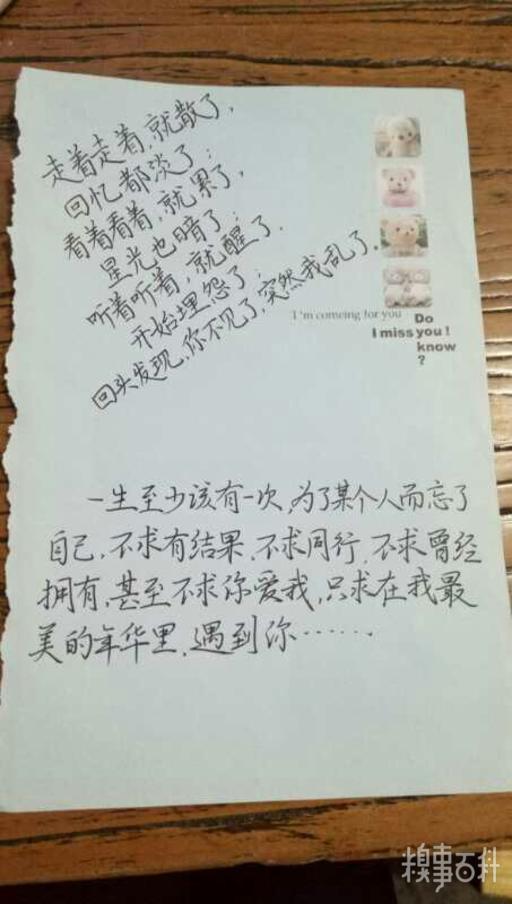 走着走着,就散了,
回忆都淡了;
看着看着,就累了,
星光也暗了;
听着听着,就醒了,
开始埋怨了;
回头发现,你不见了,突然我乱了。
I'm comeing for you
Do
I miss you!
know
?
一生至少该有一次,为了某个人而忘了
自己,不求有结果,不求同行,不求曾经
拥有,甚至不求你爱我,只求在我最
美的年华里,遇到你······.
糗事百科